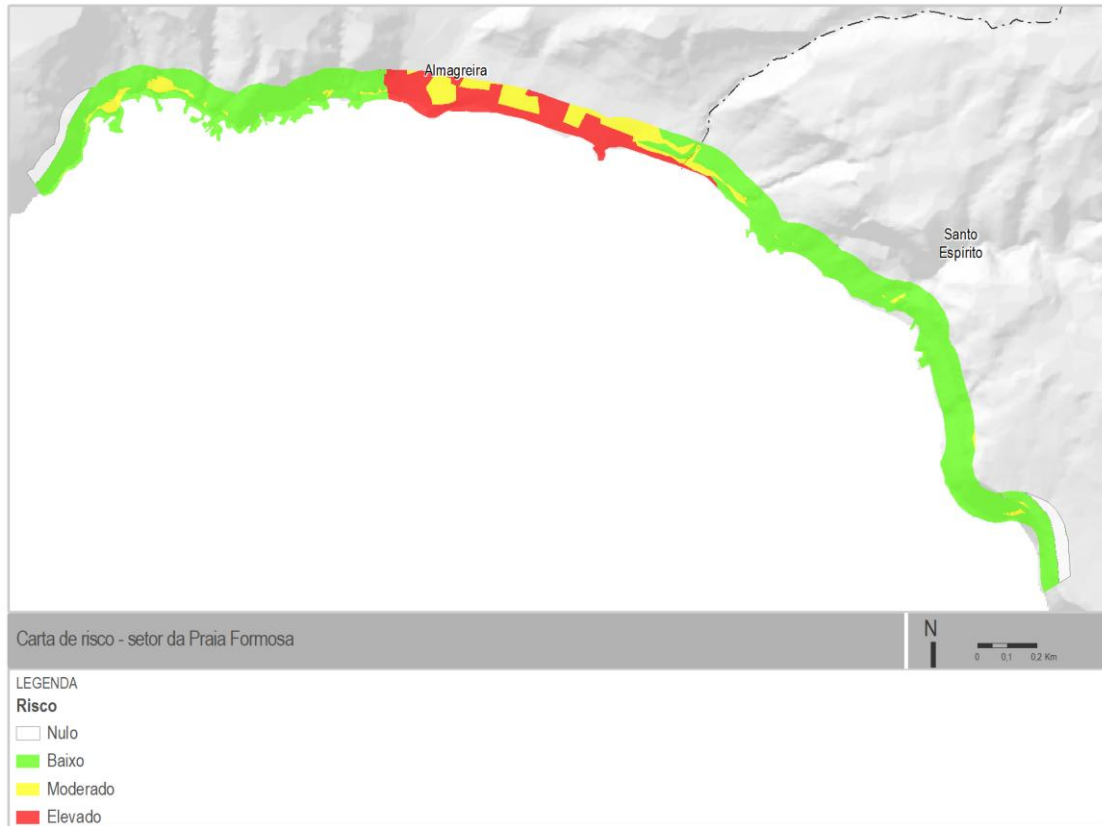 Almagreira
Santo
Espírito
Carta de risco - setor da Praia Formosa
N
0 0,1 0,2 Km
LEGENDA
Risco
Nulo
Baixo
Moderado
Elevado